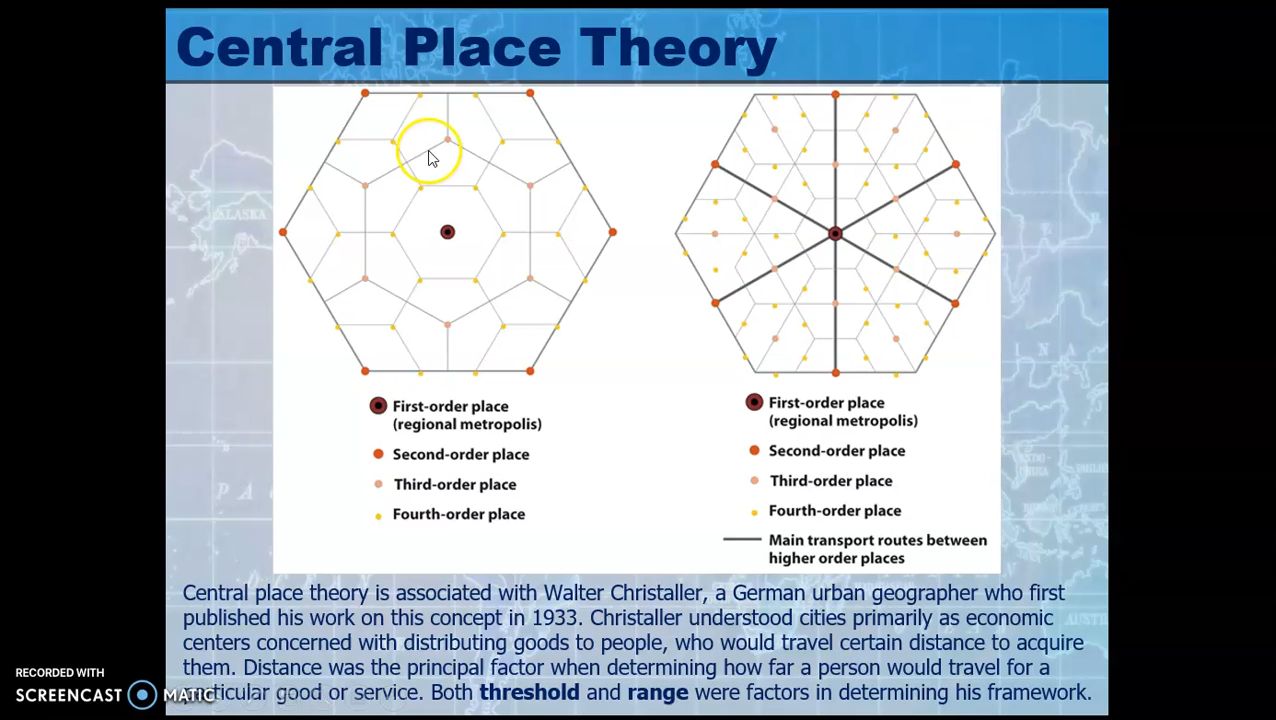 Central Place Theory
First-order place
(regional metropolis)
Second-order place
Third-order place
Fourth-order place
First-order place
(regional metropolis)
Second-order place
Third-order place
Fourth-order place
Main transport routes between
higher order places
Central place theory is associated with Walter Christaller, a German urban geographer who first
published his work on this concept in 1933. Christaller understood cities primarily as economic
centers concerned with distributing goods to people, who would travel certain distance to acquire
them. Distance was the principal factor when determining how far a person would travel for a
particular good or service. Both threshold and range were factors in determining his framework.
RECORDED WITH
SCREENCAST MATIC
ALASKA